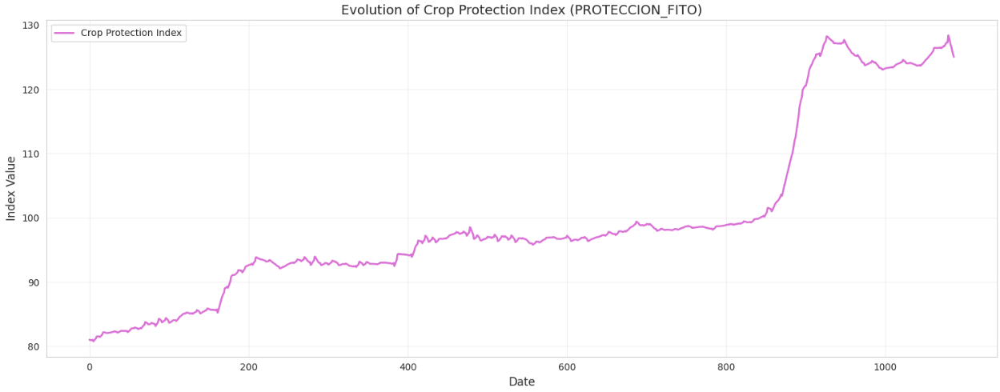 Evolution of Crop Protection Index (PROTECCION_FITO)
Crop Protection Index
Index Value
130
120
110
100
90
80
0 200 400 600 800 1000
Date